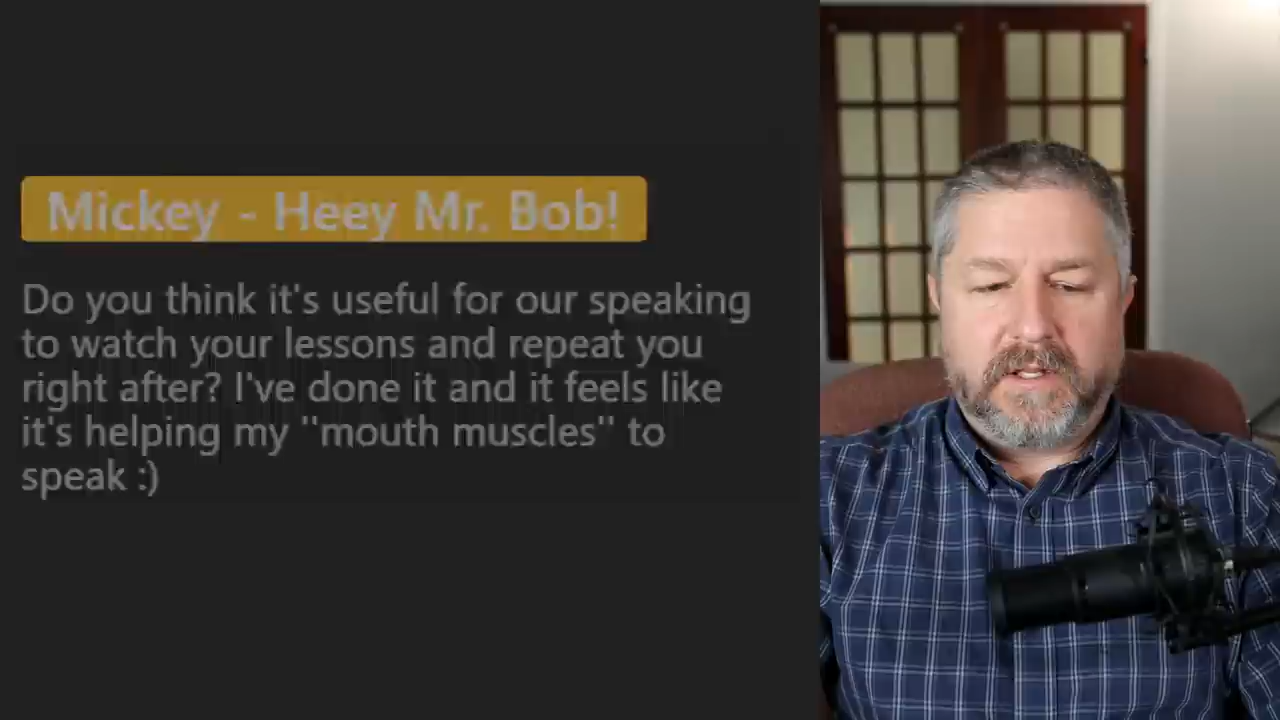 Mickey - Heey Mr. Bob!
Do you think it's useful for our speaking
to watch your lessons and repeat you
right after? I've done it and it feels like
it's helping my "mouth muscles" to
speak :)